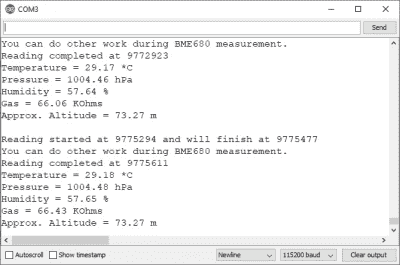 COM3
Send
You can do other work during BME680 measurement.
Reading completed at 9772923
Temperature = 29.17 *C
Pressure = 1004.46 hPa
Humidity = 57.64 %
Gas = 66.06 KOhms
Approx. Altitude = 73.27 m
Reading started at 9775294 and will finish at 9775477
You can do other work during BME680 measurement.
Reading completed at 9775611
Temperature = 29.18 *C
Pressure = 1004.48 hPa
Humidity = 57.65 %
Gas = 66.43 KOhms
Approx. Altitude = 73.27 m
Autoscroll Show timestamp Newline 115200 baud Clear output